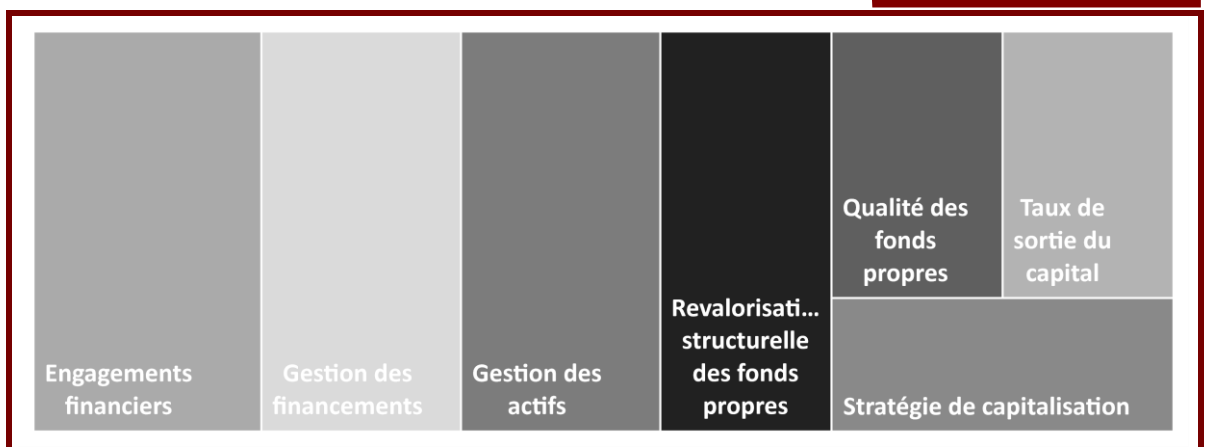 Engagements
financiers
Gestion des
financements
Gestion des
actifs
Revalorisati...
structurelle
des fonds
propres
Qualité des
fonds
propres
Taux de
sortie du
capital
Stratégie de capitalisation